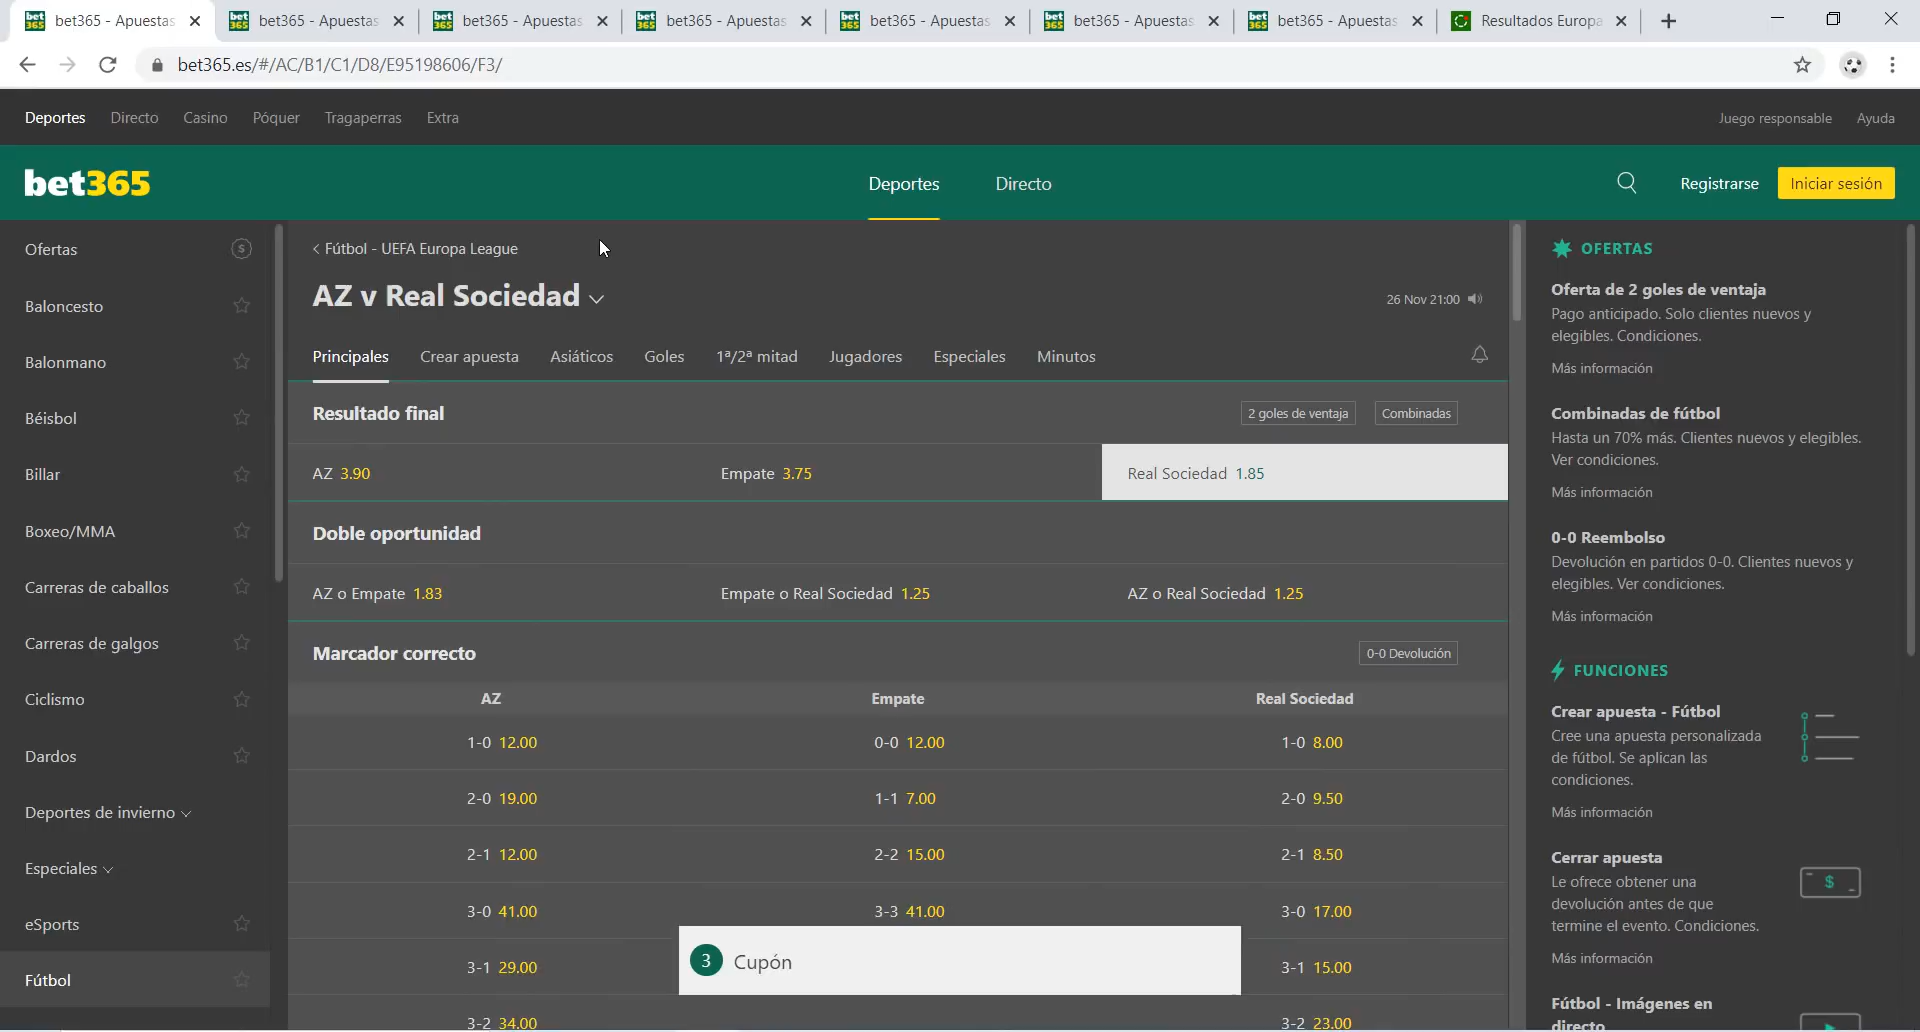 bet365 - Apuestas
bet365 - Apuestas
bet365 - Apuestas
bet365 - Apuestas
bet365 - Apuestas
bet365 - Apuestas
bet365 - Apuestas
Resultados Europa
bet365.es/#/AC/B1/C1/D8/E95198606/F3/
Deportes Directo Casino Póquer Tragaperras Extra
Juego responsable Ayuda
bet365
Deportes Directo
Registrarse Iniciar sesión
Ofertas
Baloncesto
Balonmano
Béisbol
Billar
Boxeo/MMA
Carreras de caballos
Carreras de galgos
Ciclismo
Dardos
Deportes de invierno
Especiales
eSports
Fútbol
< Fútbol - UEFA Europa League
AZ v Real Sociedad
26 Nov 21:00
Principales Crear apuesta Asiáticos Goles 1ª/2ª mitad Jugadores Especiales Minutos
Resultado final 2 goles de ventaja Combinadas
AZ 3.90 Empate 3.75 Real Sociedad 1.85
Doble oportunidad
AZ o Empate 1.83 Empate o Real Sociedad 1.25 AZ o Real Sociedad 1.25
Marcador correcto 0-0 Devolución
AZ Empate Real Sociedad
1-0 12.00 0-0 12.00 1-0 8.00
2-0 19.00 1-1 7.00 2-0 9.50
2-1 12.00 2-2 15.00 2-1 8.50
3-0 41.00 3-3 41.00 3-0 17.00
3-1 29.00 3-1 15.00
3-2 34.00 3-2 23.00
3 Cupón
OFERTAS
Oferta de 2 goles de ventaja
Pago anticipado. Solo clientes nuevos y
elegibles. Condiciones.
Más información
Combinadas de fútbol
Hasta un 70% más. Clientes nuevos y elegibles.
Ver condiciones.
Más información
0-0 Reembolso
Devolución en partidos 0-0. Clientes nuevos y
elegibles. Ver condiciones.
Más información
FUNCIONES
Crear apuesta - Fútbol
Cree una apuesta personalizada
de fútbol. Se aplican las
condiciones.
Más información
Cerrar apuesta
Le ofrece obtener una
devolución antes de que
termine el evento. Condiciones.
Más información
Fútbol - Imágenes en
directo